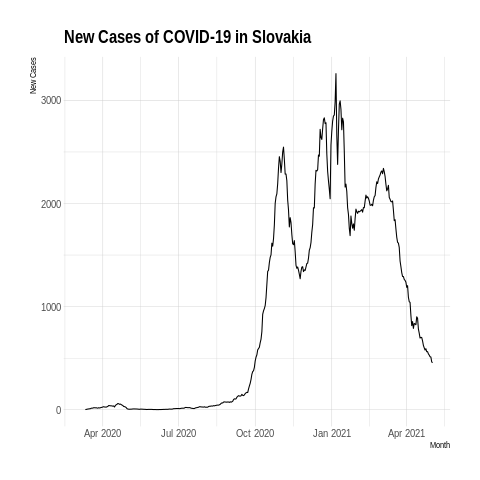 New Cases of COVID-19 in Slovakia
New Cases
3000
2000
1000
0
Apr 2020 Jul 2020 Oct 2020 Jan 2021 Apr 2021
Month